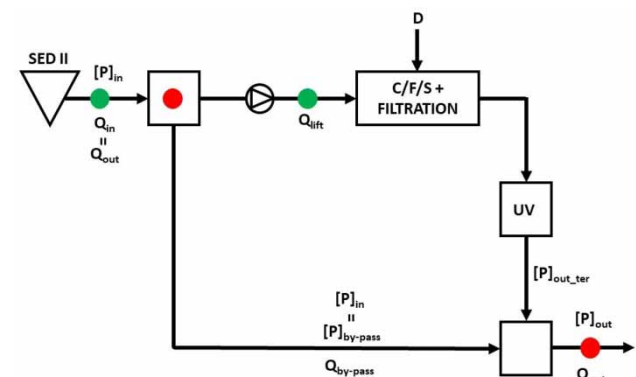 D
SED II
[P]in
C/F/S +
FILTRATION
Qin
=
Qout
Qlift
UV
[P]out_ter
[P]in
=
[P]by-pass
[P]out
Qby-pass